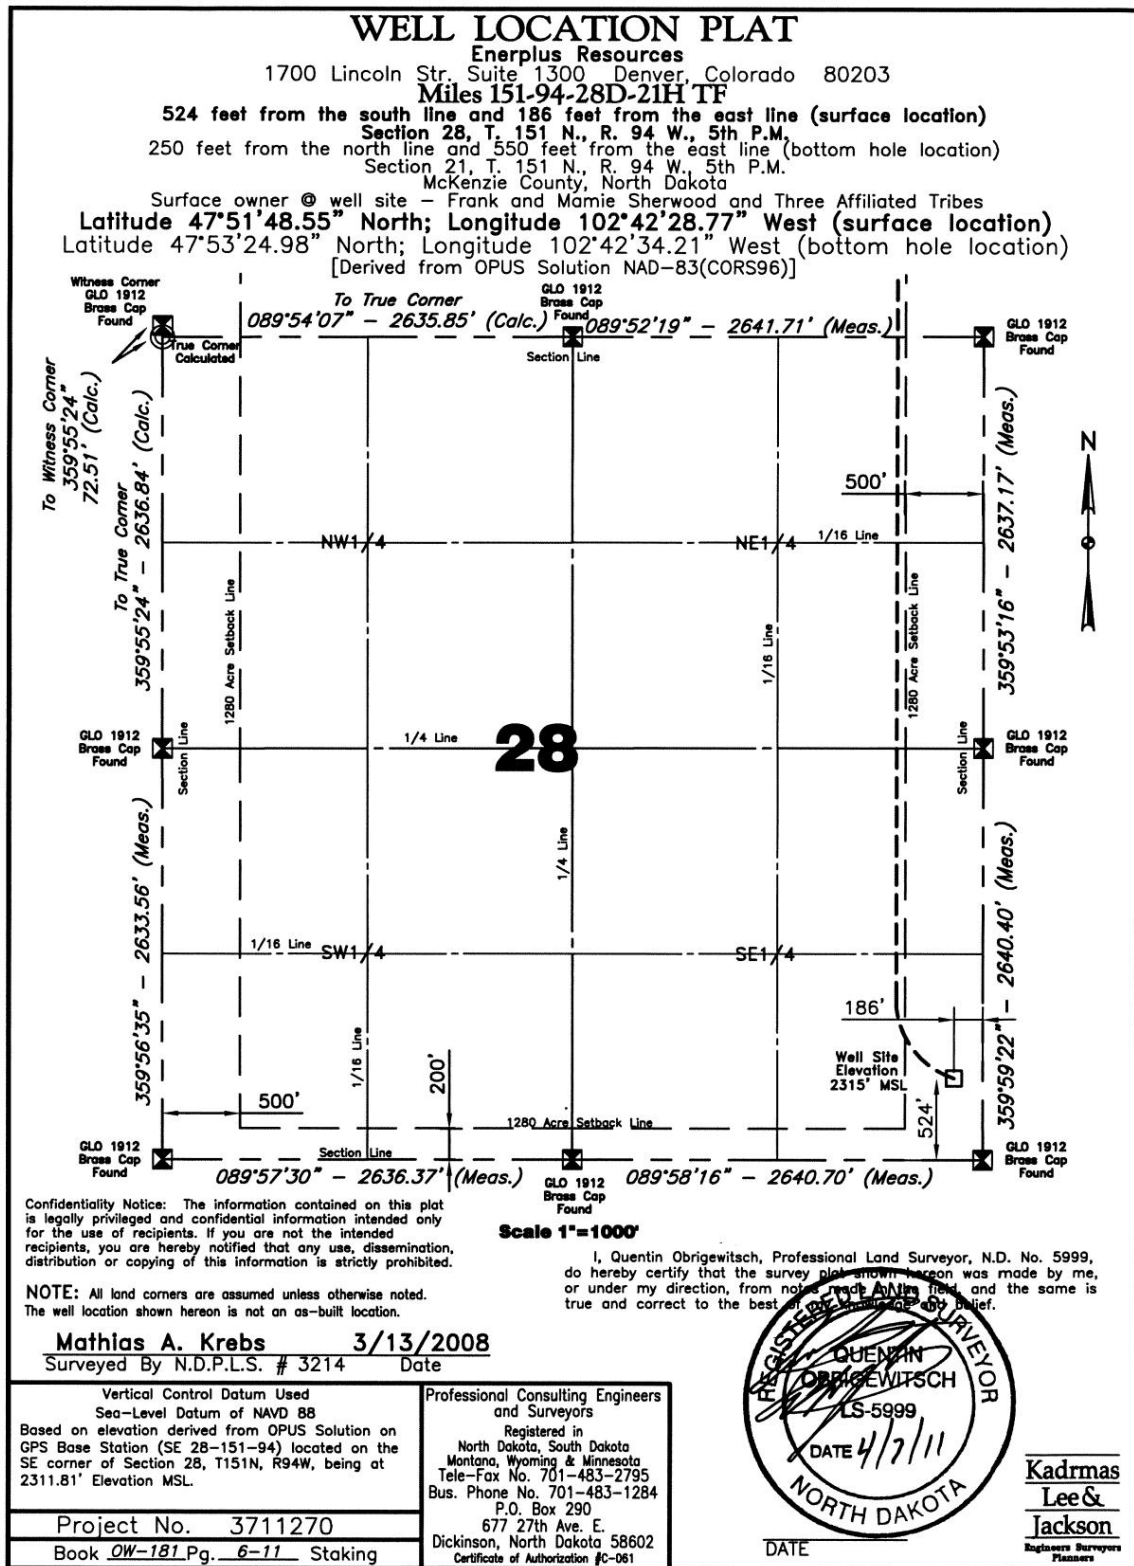 WELL LOCATION PLAT
Enerplus Resources
1700 Lincoln Str. Suite 1300 Denver, Colorado 80203
Miles 151-94-28D-21H TF
524 feet from the south line and 186 feet from the east line (surface location)
Section 28, T. 151 N., R. 94 W., 5th P.M.
250 feet from the north line and 550 feet from the east line (bottom hole location)
Section 21, T. 151 N., R. 94 W., 5th P.M.
McKenzie County, North Dakota
Surface owner @ well site – Frank and Mamie Sherwood and Three Affiliated Tribes
Latitude 47°51'48.55" North; Longitude 102°42'28.77" West (surface location)
Latitude 47°53'24.98" North; Longitude 102°42'34.21" West (bottom hole location)
[Derived from OPUS Solution NAD-83(CORS96)]
Witness Corner
GLO 1912
Brass Cap
Found
To True Corner
089°54'07" – 2635.85' (Calc.)
GLO 1912
Brass Cap
Found
089°52'19" – 2641.71' (Meas.)
GLO 1912
Brass Cap
Found
True Corner
Calculated
Section Line
To Witness Corner
359°55'24"
72.51' (Calc.)
To True Corner
359°55'24" – 2636.84' (Calc.)
500'
359°53'16" – 2637.17' (Meas.)
N
NW1/4
NE1/4
1/16 Line
1280 Acre Setback Line
1/16 Line
1280 Acre Setback Line
GLO 1912
Brass Cap
Found
Section Line
1/4 Line
28
Section Line
GLO 1912
Brass Cap
Found
359°56'35" – 2633.56' (Meas.)
1/4 Line
359°59'22" – 2640.40' (Meas.)
1/16 Line
SW1/4
SE1/4
186'
1/16 Line
200'
Well Site
Elevation
2315' MSL
524'
500'
1280 Acre Setback Line
GLO 1912
Brass Cap
Found
Section Line
089°57'30" – 2636.37' (Meas.)
GLO 1912
Brass Cap
Found
089°58'16" – 2640.70' (Meas.)
GLO 1912
Brass Cap
Found
Scale 1"=1000'
Confidentiality Notice: The information contained on this plat
is legally privileged and confidential information intended only
for the use of recipients. If you are not the intended
recipients, you are hereby notified that any use, dissemination,
distribution or copying of this information is strictly prohibited.
NOTE: All land corners are assumed unless otherwise noted.
The well location shown hereon is not an as-built location.
I, Quentin Obrigewitsch, Professional Land Surveyor, N.D. No. 5999,
do hereby certify that the survey plat shown hereon was made by me,
or under my direction, from notes made in the field, and the same is
true and correct to the best of my knowledge and belief.
Mathias A. Krebs 3/13/2008
Surveyed By N.D.P.L.S. # 3214 Date
REGISTERED LAND SURVEYOR
QUENTIN
OBRIGEWITSCH
LS-5999
DATE 4/7/11
NORTH DAKOTA
DATE
Vertical Control Datum Used
Sea-Level Datum of NAVD 88
Based on elevation derived from OPUS Solution on
GPS Base Station (SE 28-151-94) located on the
SE corner of Section 28, T151N, R94W, being at
2311.81' Elevation MSL.
Project No. 3711270
Book OW-181 Pg. 6-11 Staking
Professional Consulting Engineers
and Surveyors
Registered in
North Dakota, South Dakota
Montana, Wyoming & Minnesota
Tele-Fax No. 701-483-2795
Bus. Phone No. 701-483-1284
P.O. Box 290
677 27th Ave. E.
Dickinson, North Dakota 58602
Certificate of Authorization #C-061
Kadrmas
Lee &
Jackson
Engineers Surveyors
Planners